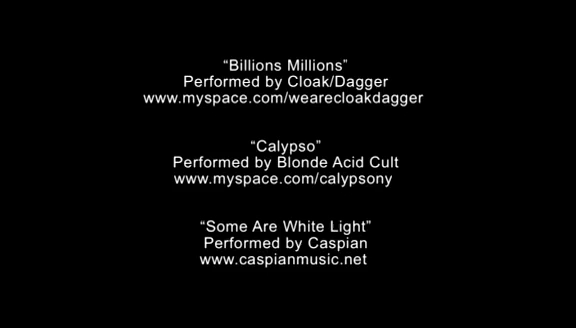 “Billions Millions”
Performed by Cloak/Dagger
www.myspace.com/wearecloakdagger
“Calypso”
Performed by Blonde Acid Cult
www.myspace.com/calypsony
“Some Are White Light”
Performed by Caspian
www.caspianmusic.net